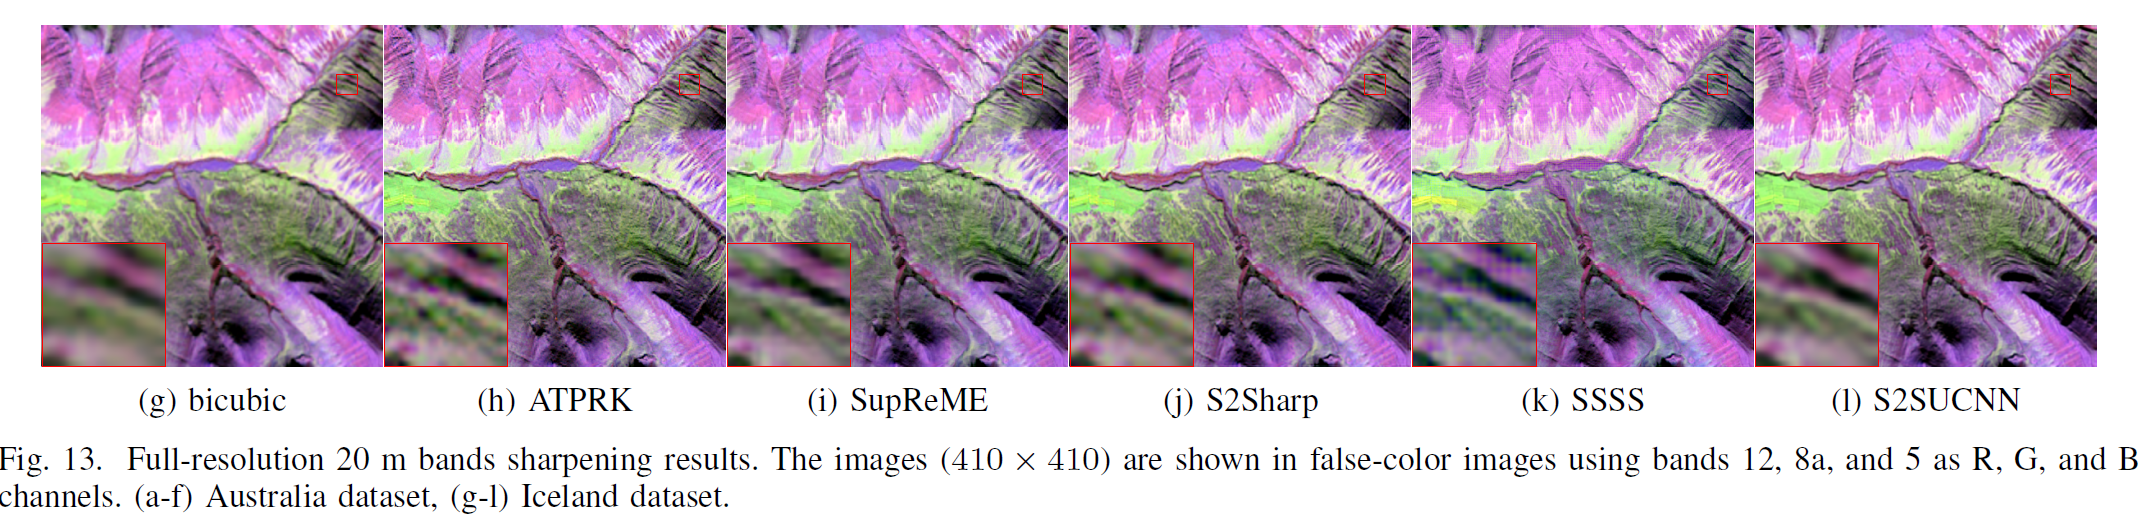 (g) bicubic (h) ATPRK (i) SupReME (j) S2Sharp (k) SSSS (l) S2SUCNN
Fig. 13. Full-resolution 20 m bands sharpening results. The images (410 × 410) are shown in false-color images using bands 12, 8a, and 5 as R, G, and B
channels. (a-f) Australia dataset, (g-l) Iceland dataset.